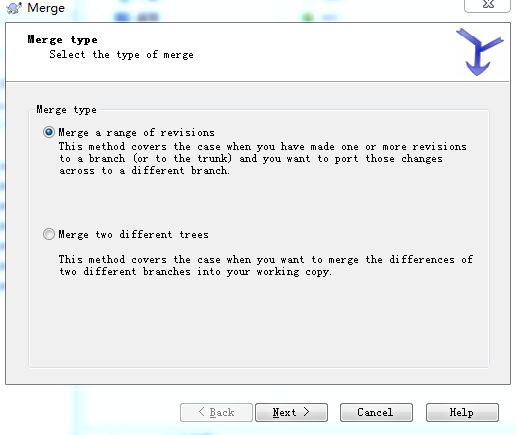 Merge
Merge type
Select the type of merge
Merge type
Merge a range of revisions
This method covers the case when you have made one or more revisions
to a branch (or to the trunk) and you want to port those changes
across to a different branch.
Merge two different trees
This method covers the case when you want to merge the differences of
two different branches into your working copy.
< Back
Next >
Cancel
Help